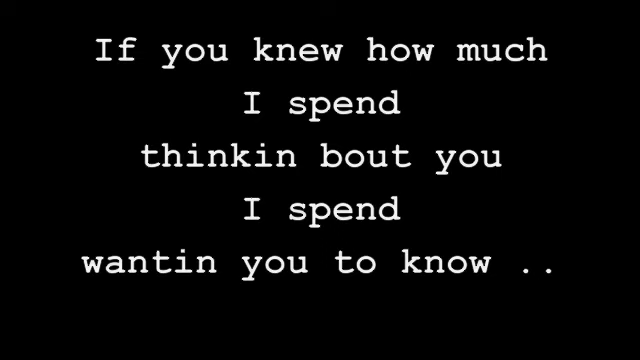 If you knew how much
I spend
thinkin bout you
I spend
wantin you to know ..